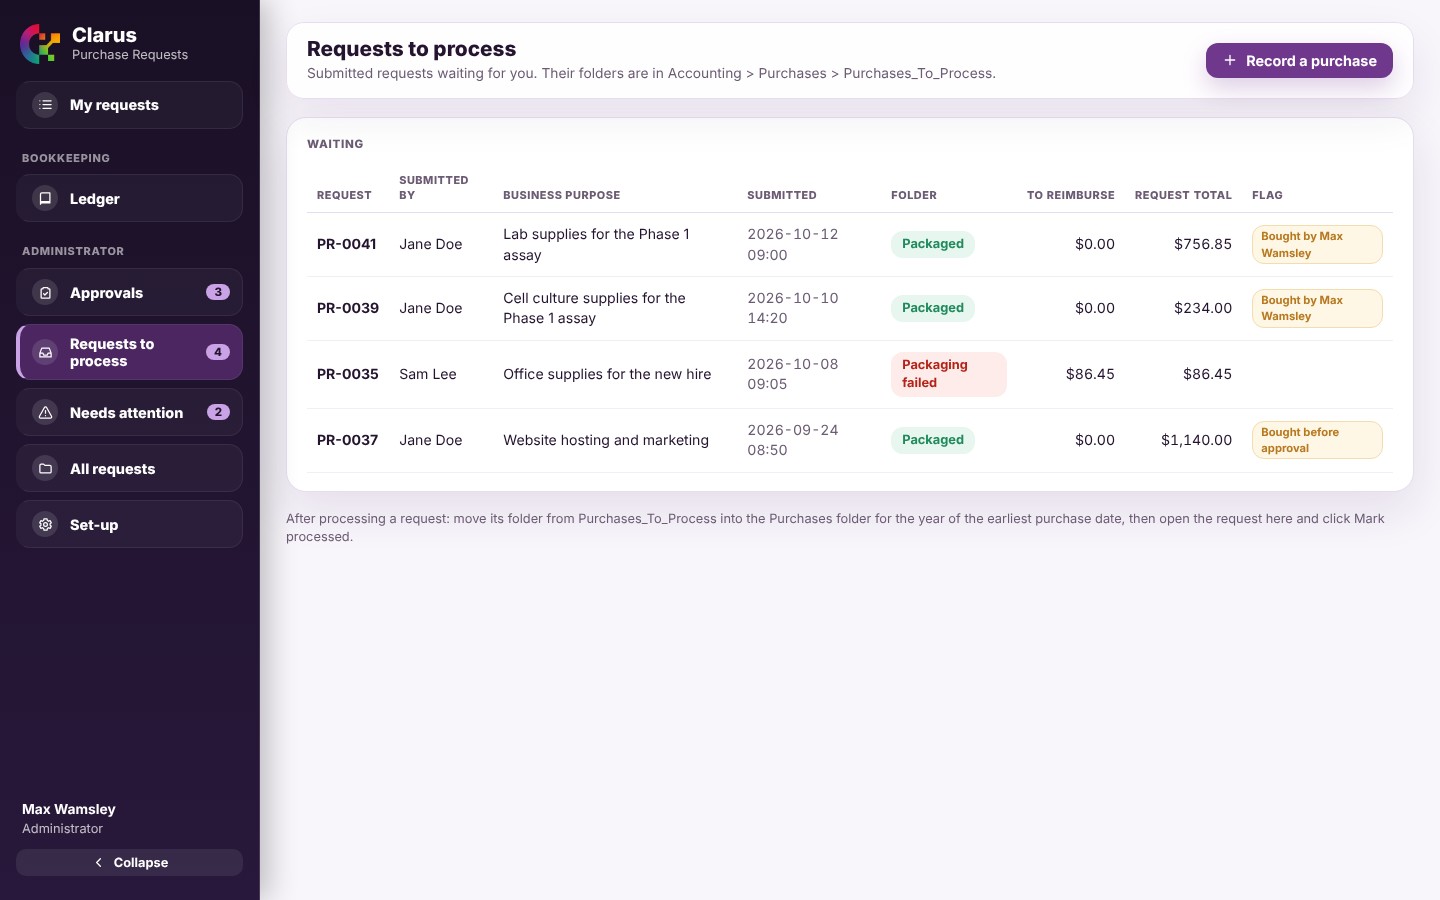 Clarus
Purchase Requests
My requests
BOOKKEEPING
Ledger
ADMINISTRATOR
Approvals 3
Requests to process 4
Needs attention 2
All requests
Set-up
Max Wamsley
Administrator
Collapse
Requests to process
Submitted requests waiting for you. Their folders are in Accounting > Purchases > Purchases_To_Process.
Record a purchase
WAITING
REQUEST SUBMITTED BY BUSINESS PURPOSE SUBMITTED FOLDER TO REIMBURSE REQUEST TOTAL FLAG
PR-0041 Jane Doe Lab supplies for the Phase 1 assay 2026-10-12 09:00 Packaged $0.00 $756.85 Bought by Max Wamsley
PR-0039 Jane Doe Cell culture supplies for the Phase 1 assay 2026-10-10 14:20 Packaged $0.00 $234.00 Bought by Max Wamsley
PR-0035 Sam Lee Office supplies for the new hire 2026-10-08 09:05 Packaging failed $86.45 $86.45
PR-0037 Jane Doe Website hosting and marketing 2026-09-24 08:50 Packaged $0.00 $1,140.00 Bought before approval
After processing a request: move its folder from Purchases_To_Process into the Purchases folder for the year of the earliest purchase date, then open the request here and click Mark
processed.